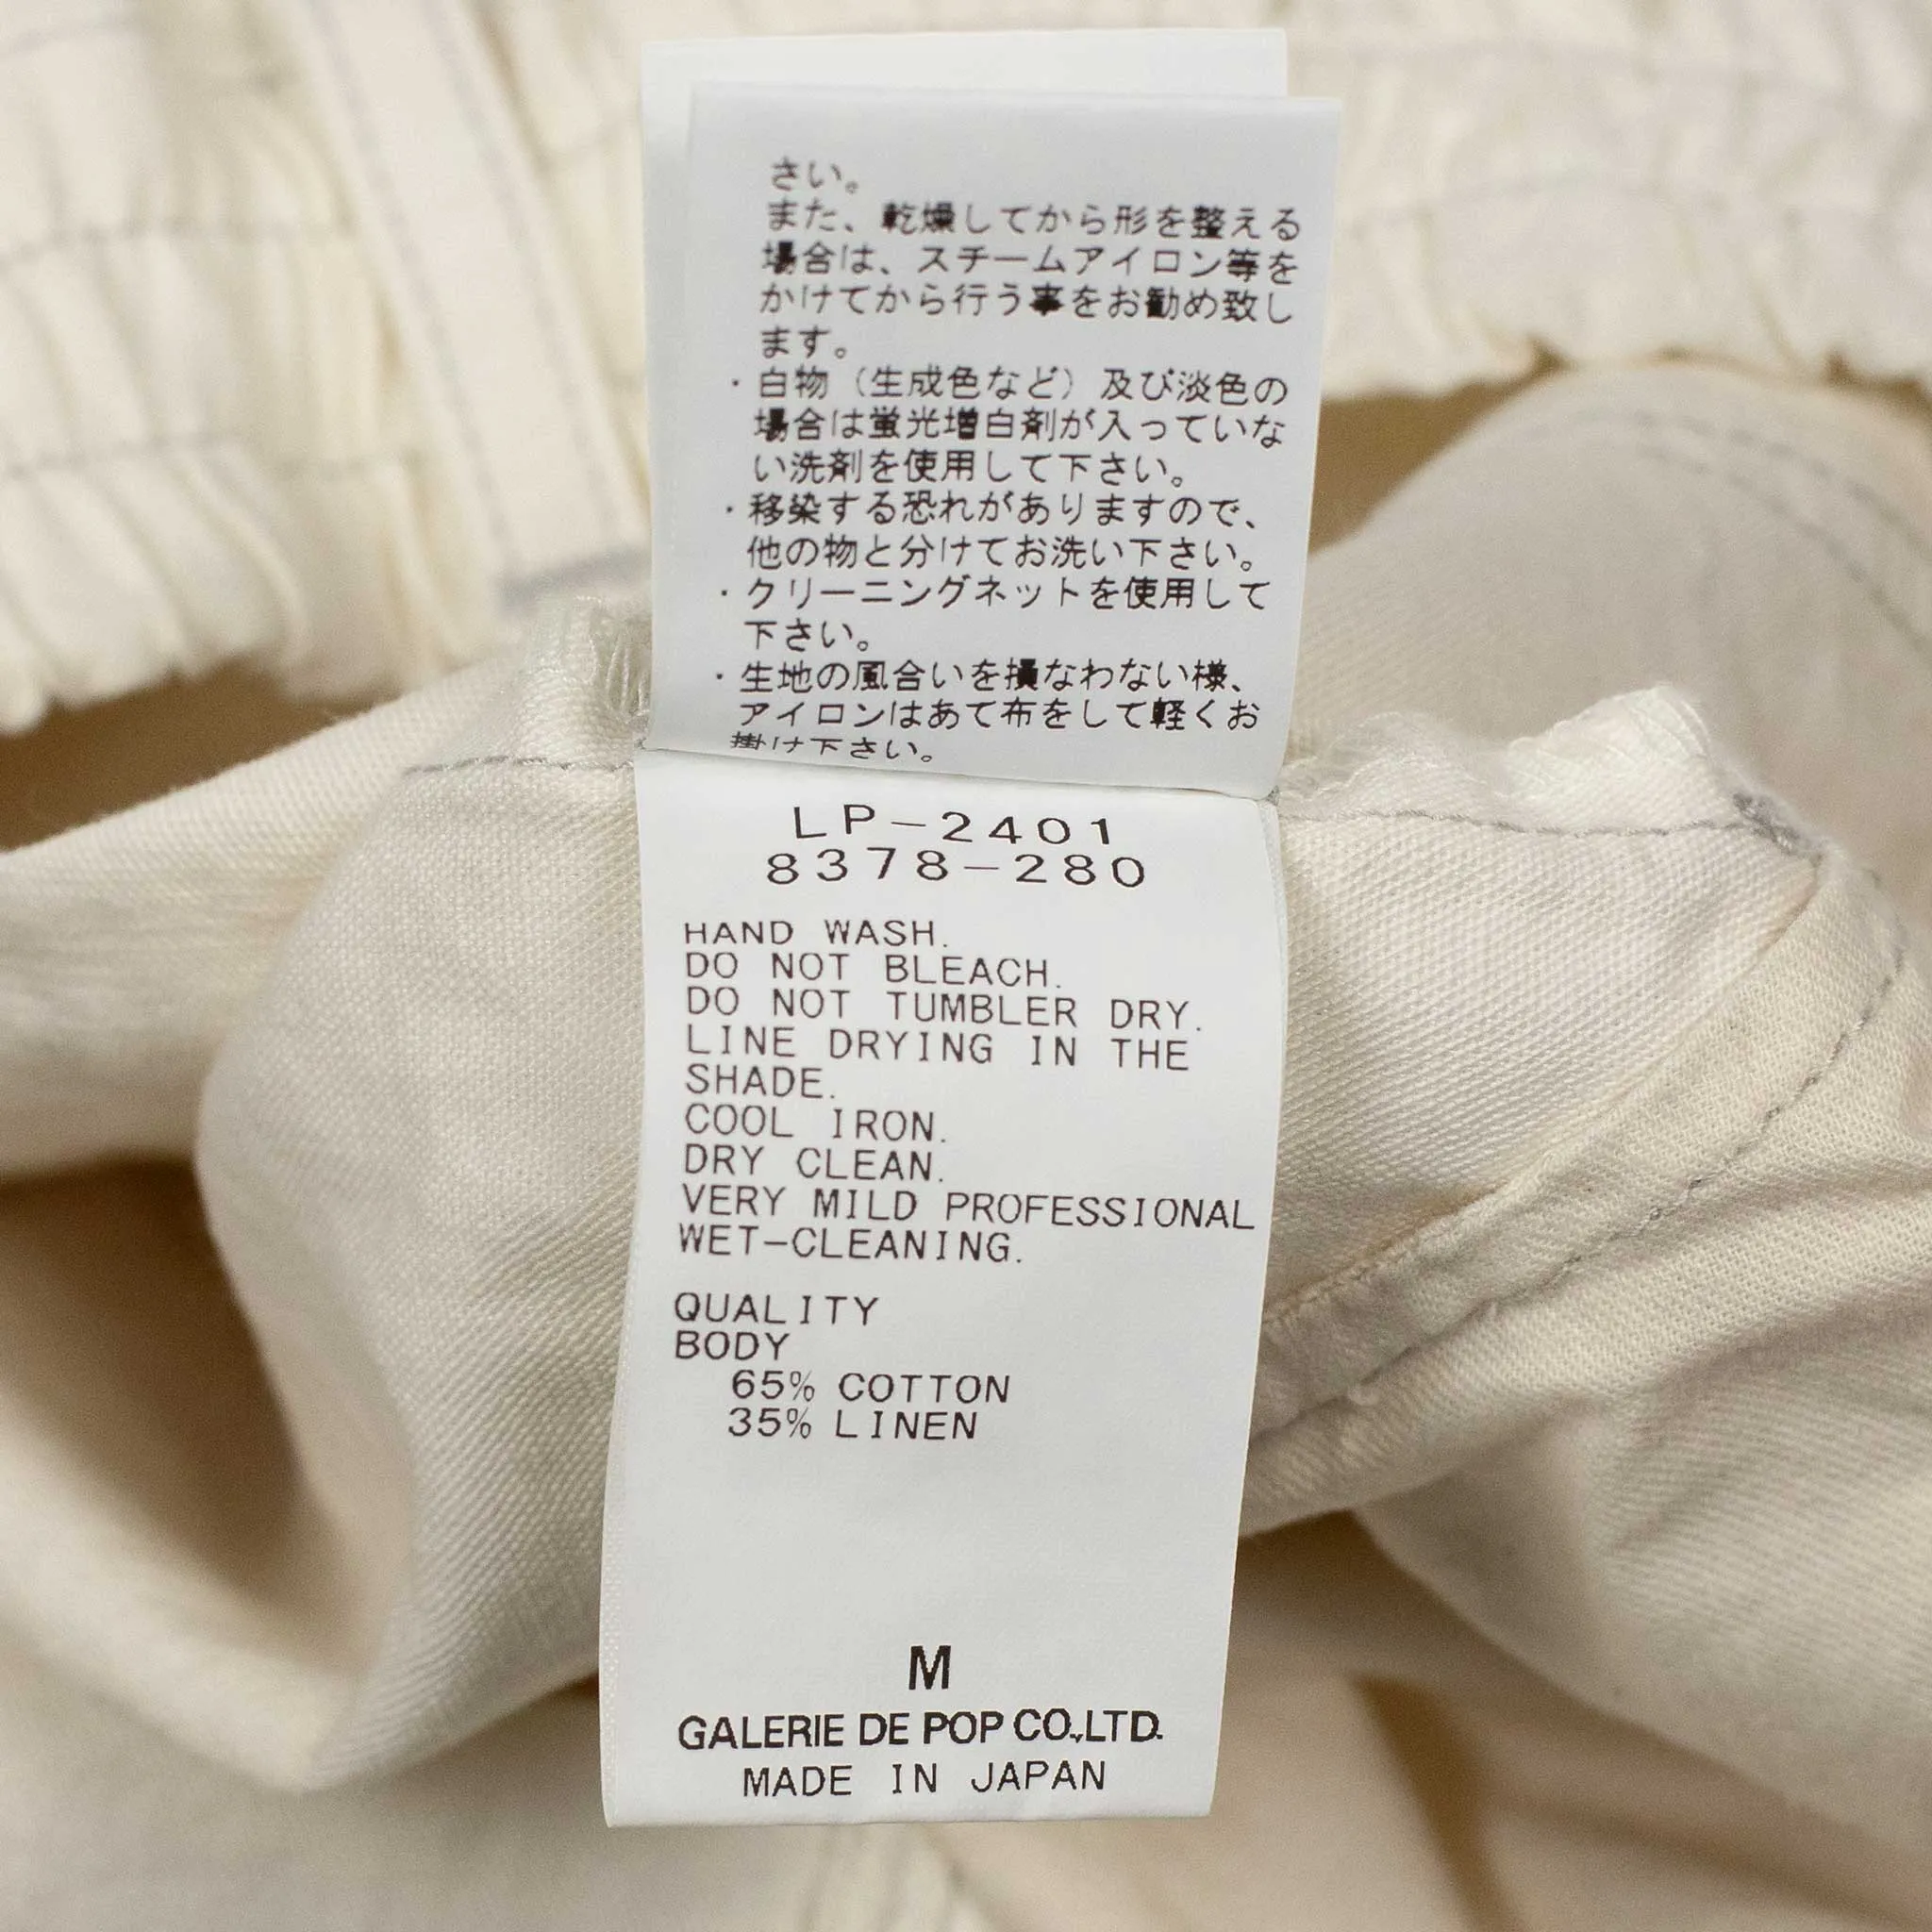 さい。
また、乾燥してから形を整える
場合は、スチームアイロン等を
かけてから行う事をお勧め致し
ます。
・白物（生成色など）及び淡色の
場合は蛍光増白剤が入っていな
い洗剤を使用して下さい。
・移染する恐れがありますので、
他の物と分けてお洗い下さい。
・クリーニングネットを使用して
下さい。
・生地の風合いを損なわない様、
アイロンはあて布をして軽くお
掛け下さい。
LP-2401
8378-280
HAND WASH.
DO NOT BLEACH.
DO NOT TUMBLER DRY.
LINE DRYING IN THE
SHADE.
COOL IRON.
DRY CLEAN.
VERY MILD PROFESSIONAL
WET-CLEANING.
QUALITY
BODY
65% COTTON
35% LINEN
M
GALERIE DE POP CO.,LTD.
MADE IN JAPAN